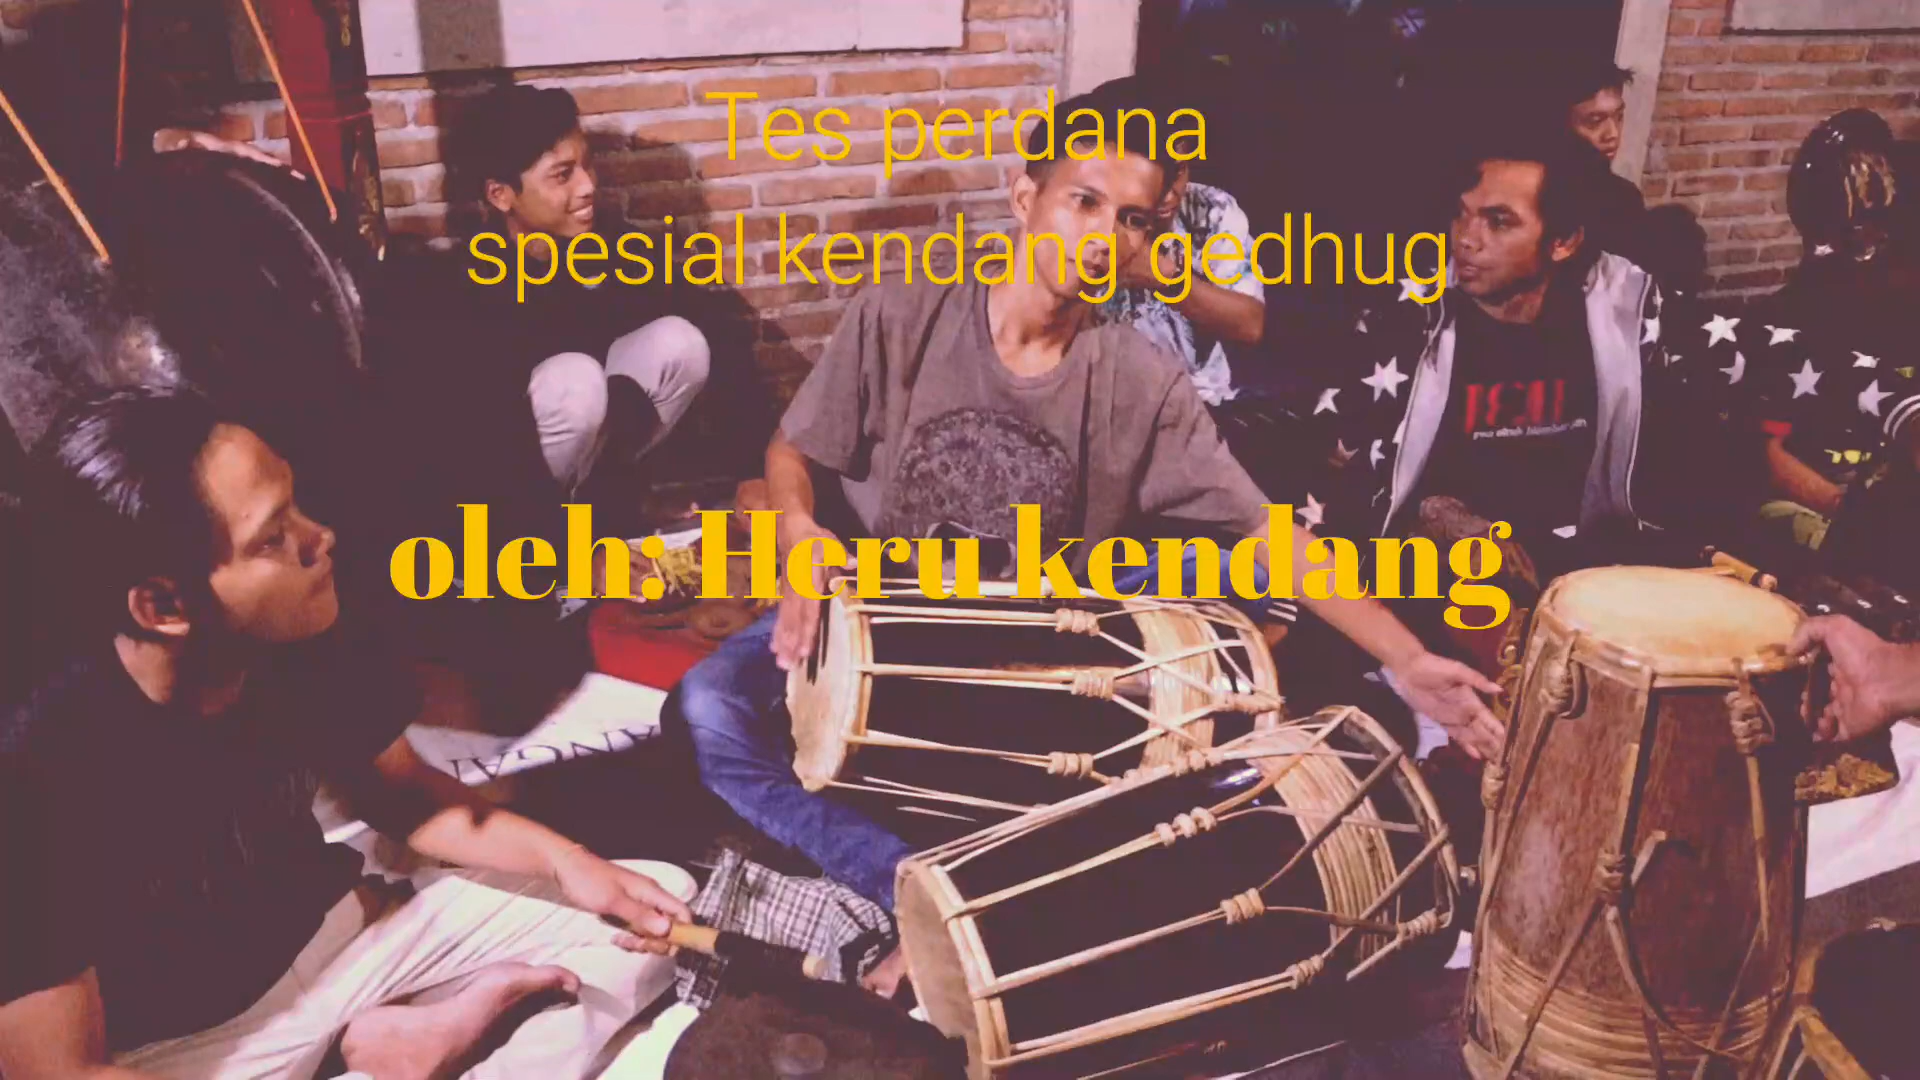 Tes perdana
spesial kendang gedhug
oleh: Heru kendang